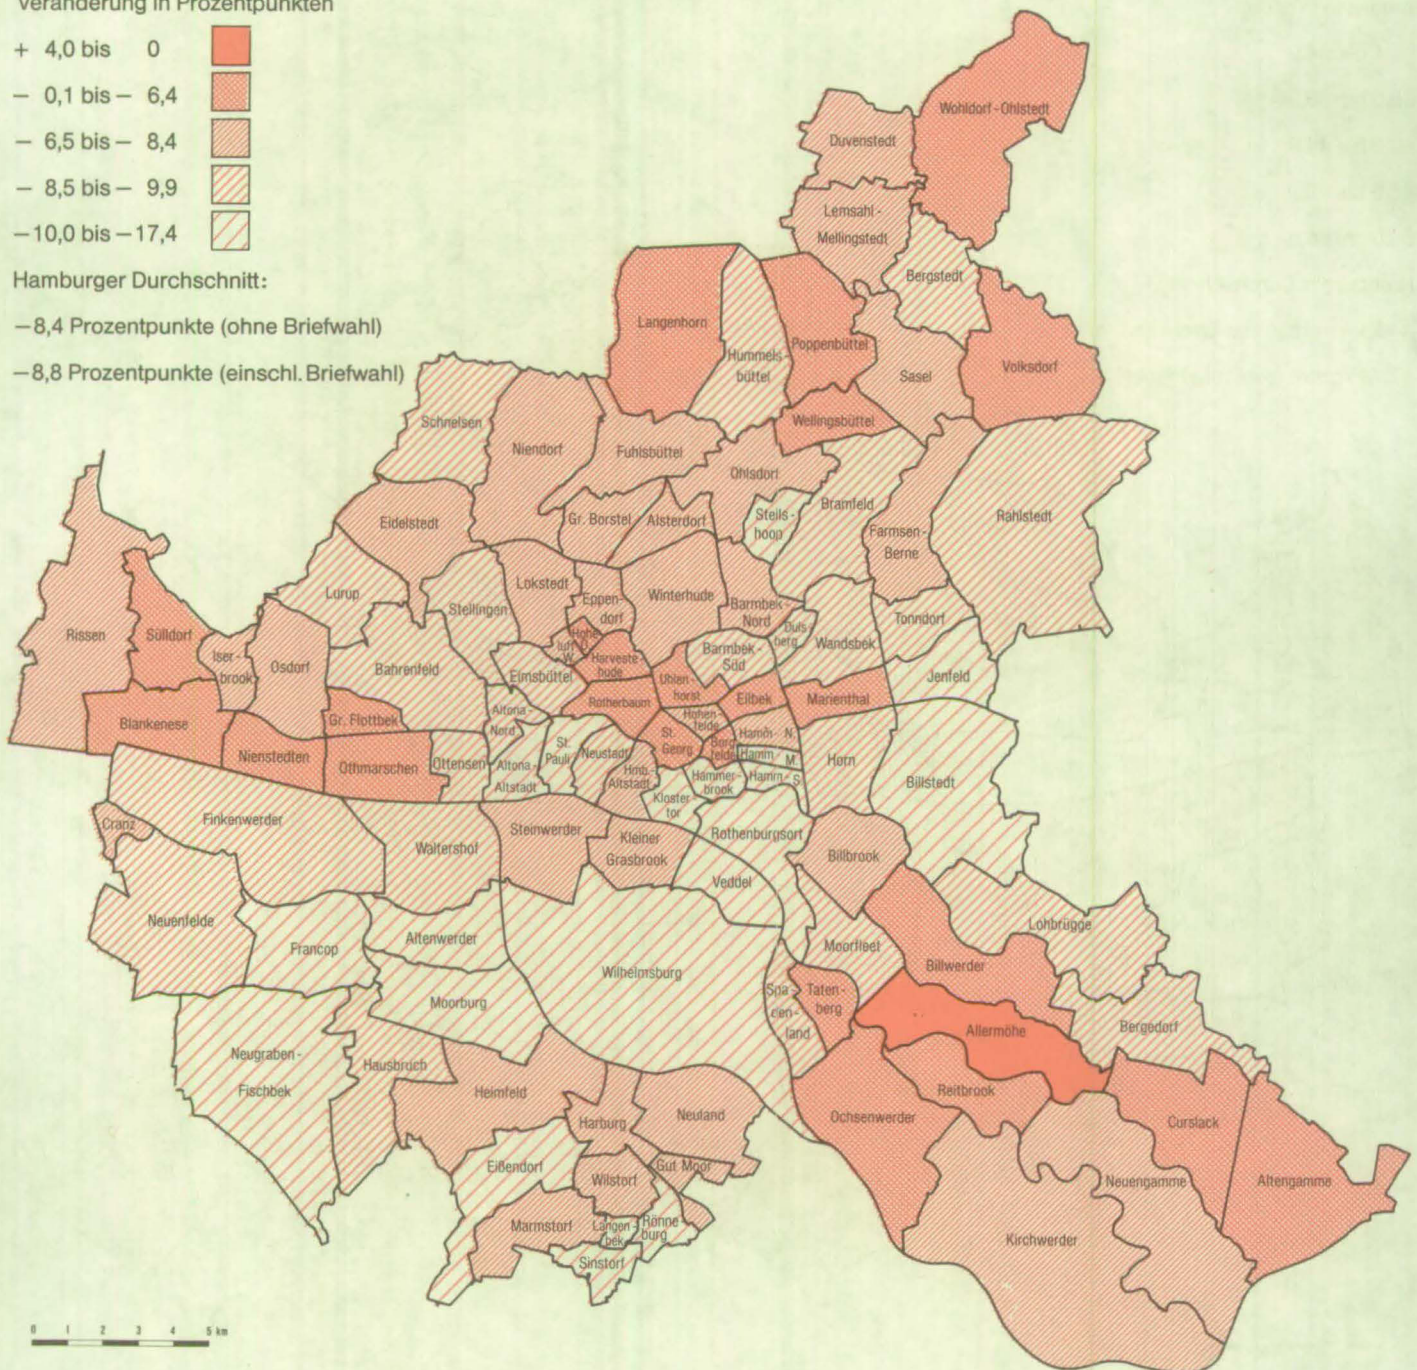 Veränderung in Prozentpunkten
+ 4,0 bis 0
– 0,1 bis – 6,4
– 6,5 bis – 8,4
– 8,5 bis – 9,9
–10,0 bis –17,4
Hamburger Durchschnitt:
–8,4 Prozentpunkte (ohne Briefwahl)
–8,8 Prozentpunkte (einschl. Briefwahl)
Wohldorf-Ohlstedt
Duvenstedt
Lemsahl-
Mellingstedt
Bergstedt
Langenhorn
Hummels-
büttel
Poppenbüttel
Sasel
Volksdorf
Wellingsbüttel
Schnelsen
Niendorf
Fuhlsbüttel
Ohlsdorf
Bramfeld
Farmsen-
Berne
Rahlstedt
Eidelstedt
Gr. Borstel
Alsterdorf
Steils-
hoop
Lurup
Stellingen
Lokstedt
Eppen-
dorf
Winterhude
Barmbek-
Nord
Duls
berg
Wandsbek
Tonndorf
Jenfeld
Rissen
Sülldorf
Iser-
brook
Osdorf
Bahrenfeld
Eimsbüttel
Hohe
luft
O.
W.
Harveste-
hude
Rotherbaum
Uhlen-
horst
Barmbek-
Süd
Eilbek
Marienthal
Blankenese
Nienstedten
Gr. Flottbek
Othmarschen
Ottensen
Altona-
Nord
Altona-
Altstadt
St.
Pauli
Neustadt
Hmb.-
Altstadt
St.
Georg
Hohen-
felde
Borg
felde
Hamm- N.
Hamm- M.
Hamm- S.
Hammer-
brook
Kloster
tor
Horn
Billstedt
Cranz
Finkenwerder
Waltershof
Steinwerder
Kleiner
Grasbrook
Rothenburgsort
Veddel
Billbrook
Neuenfelde
Francop
Altenwerder
Moorburg
Wilhelmsburg
Moorfleet
Lohbrügge
Billwerder
Spa-
den-
land
Taten-
berg
Allermöhe
Bergedorf
Neugraben-
Fischbek
Hausbruch
Heimfeld
Harburg
Neuland
Gut Moor
Ochsenwerder
Reitbrook
Curslack
Altengamme
Neuengamme
Kirchwerder
Eißendorf
Wilstorf
Marmstorf
Langen-
bek
Rönne-
burg
Sinstorf
0 1 2 3 4 5 km